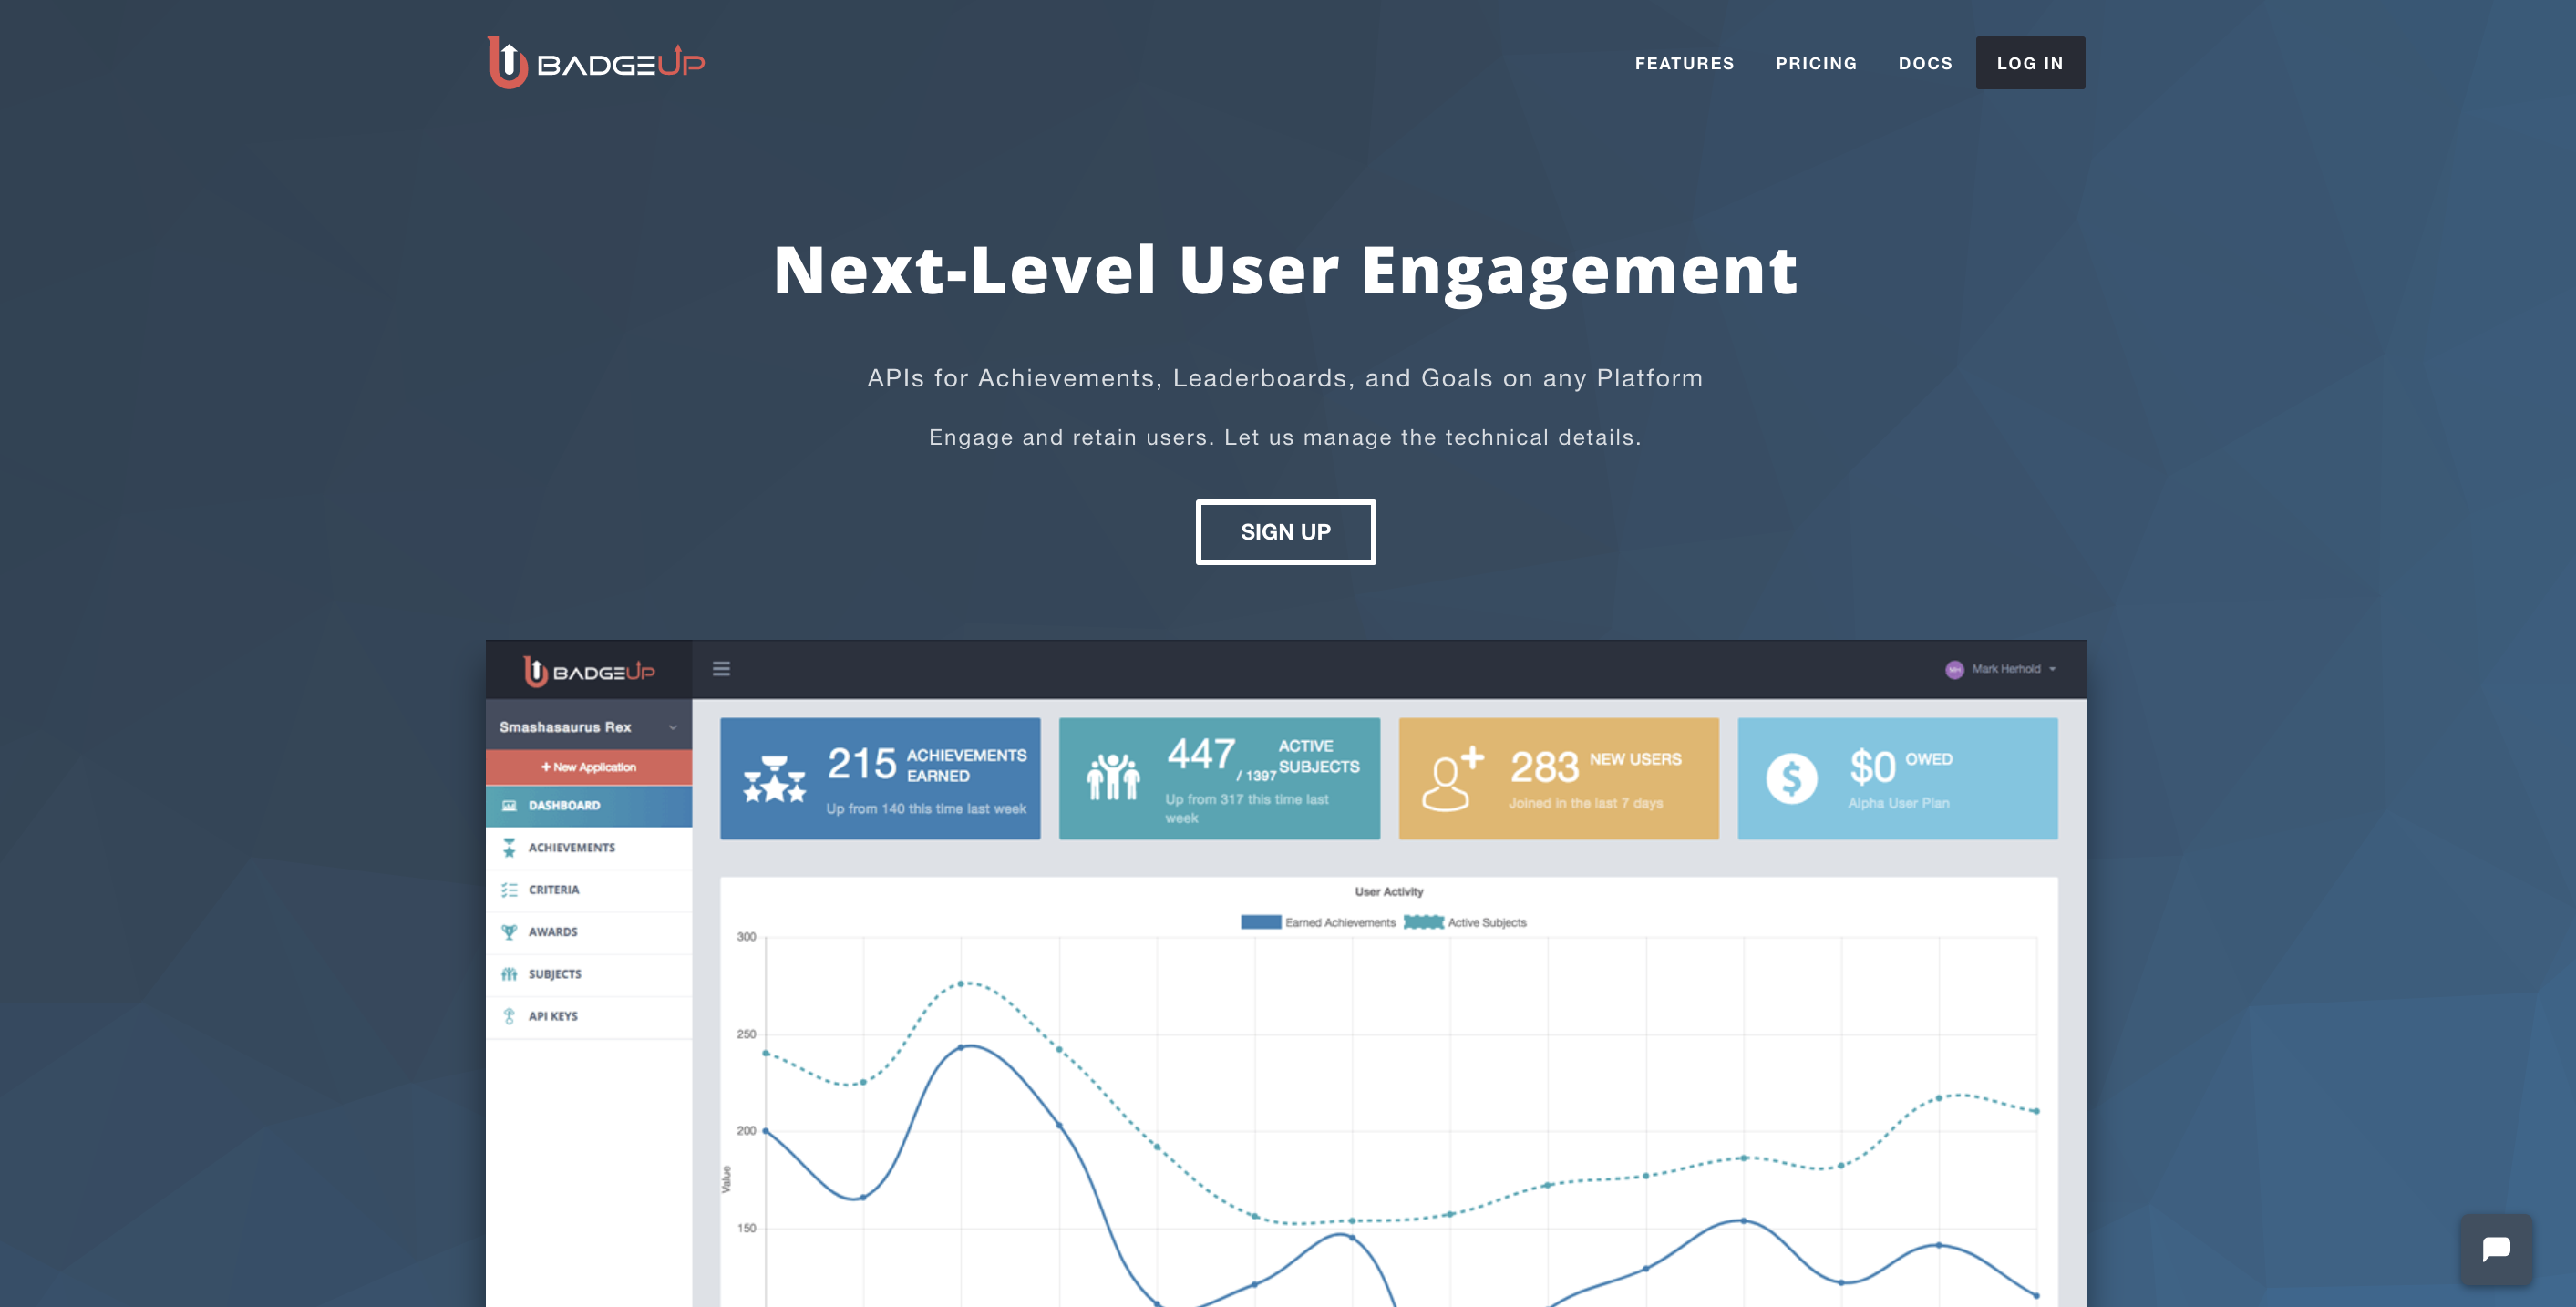 BADGEUP
FEATURES PRICING DOCS LOG IN
Next-Level User Engagement
APIs for Achievements, Leaderboards, and Goals on any Platform
Engage and retain users. Let us manage the technical details.
SIGN UP
BADGEUP
Mark Herhold
Smashasaurus Rex
+ New Application
DASHBOARD
ACHIEVEMENTS
CRITERIA
AWARDS
SUBJECTS
API KEYS
215 ACHIEVEMENTS
EARNED
Up from 140 this time last week
447 / 1397 ACTIVE
SUBJECTS
Up from 317 this time last
week
283 NEW USERS
Joined in the last 7 days
$0 OWED
Alpha User Plan
User Activity
Earned Achievements Active Subjects
300
250
200
150
Value